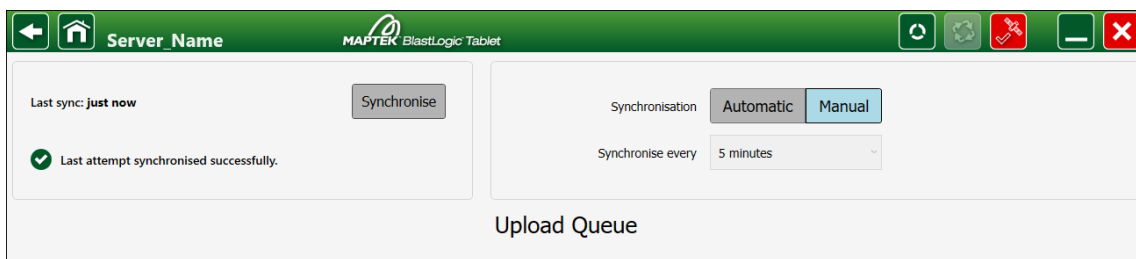 Server_Name
MAPTEK BlastLogic Tablet
Last sync: just now
Synchronise
Last attempt synchronised successfully.
Synchronisation
Automatic
Manual
Synchronise every
5 minutes
Upload Queue